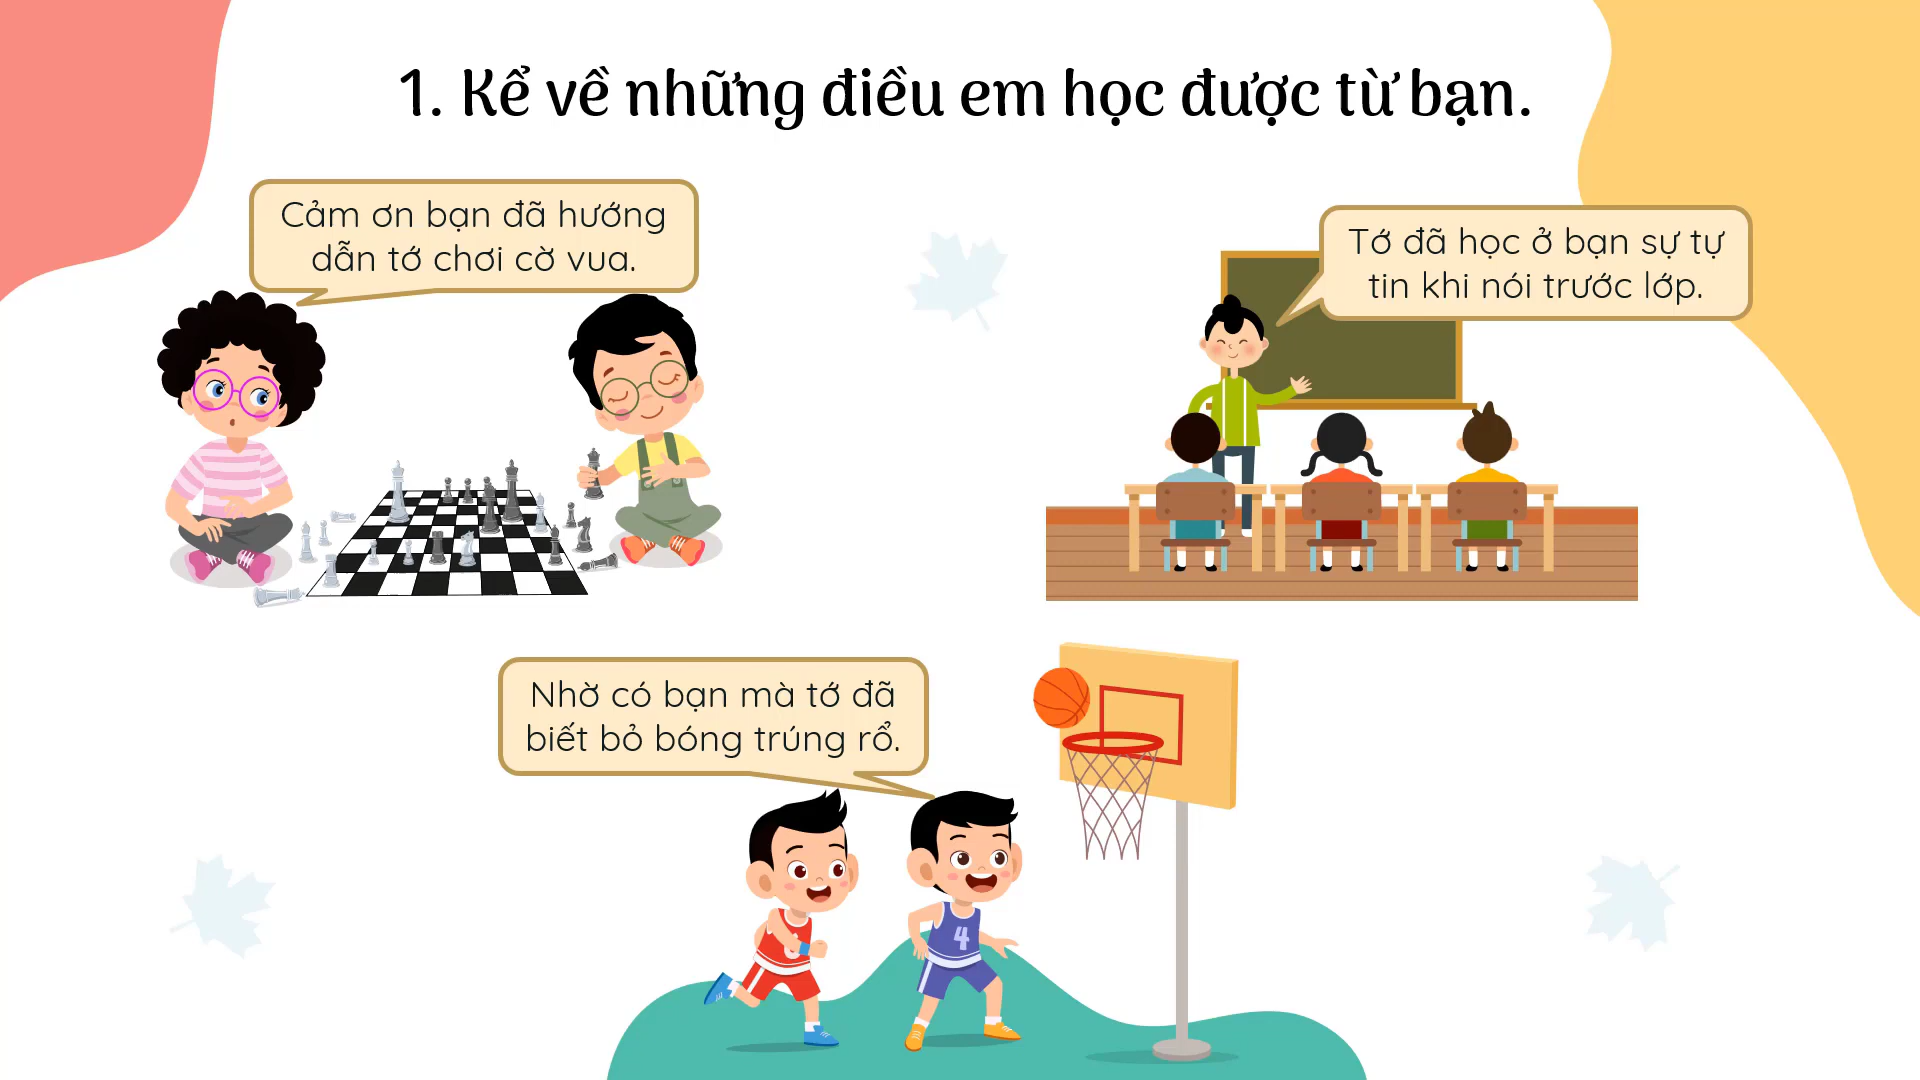 1. Kể về những điều em học được từ bạn.
Cảm ơn bạn đã hướng
dẫn tớ chơi cờ vua.
Tớ đã học ở bạn sự tự
tin khi nói trước lớp.
Nhờ có bạn mà tớ đã
biết bỏ bóng trúng rổ.
4